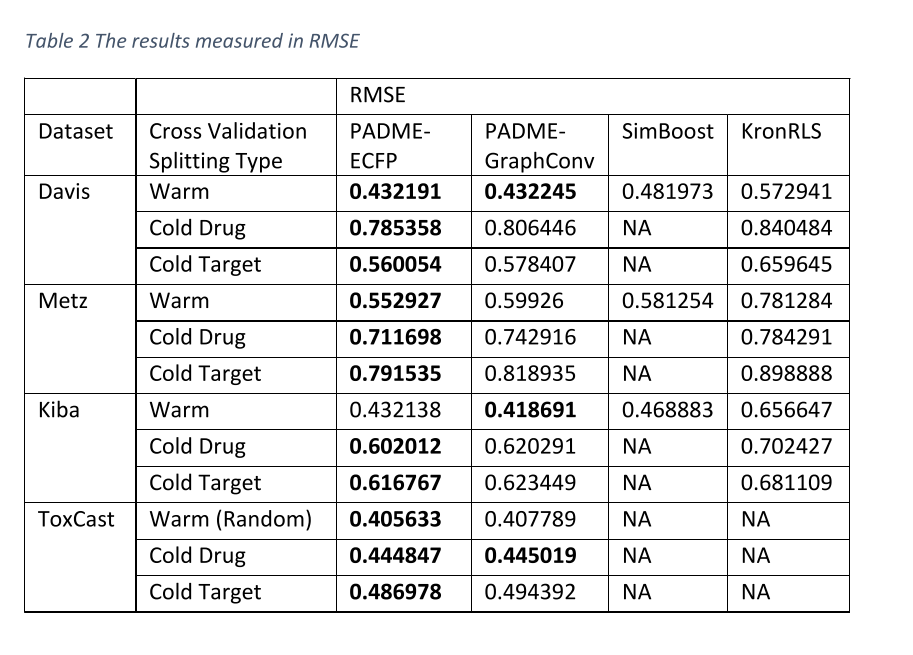 Table 2 The results measured in RMSE
RMSE
Dataset Cross Validation Splitting Type PADME-ECFP PADME-GraphConv SimBoost KronRLS
Davis Warm 0.432191 0.432245 0.481973 0.572941
Cold Drug 0.785358 0.806446 NA 0.840484
Cold Target 0.560054 0.578407 NA 0.659645
Metz Warm 0.552927 0.59926 0.581254 0.781284
Cold Drug 0.711698 0.742916 NA 0.784291
Cold Target 0.791535 0.818935 NA 0.898888
Kiba Warm 0.432138 0.418691 0.468883 0.656647
Cold Drug 0.602012 0.620291 NA 0.702427
Cold Target 0.616767 0.623449 NA 0.681109
ToxCast Warm (Random) 0.405633 0.407789 NA NA
Cold Drug 0.444847 0.445019 NA NA
Cold Target 0.486978 0.494392 NA NA